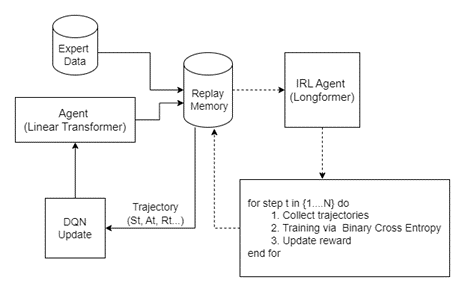 Expert
Data
Replay
Memory
IRL Agent
(Longformer)
Agent
(Linear Transformer)
Trajectory
(St, At, Rt...)
DQN
Update
for step t in {1....N} do
1. Collect trajectories
2. Training via Binary Cross Entropy
3. Update reward
end for